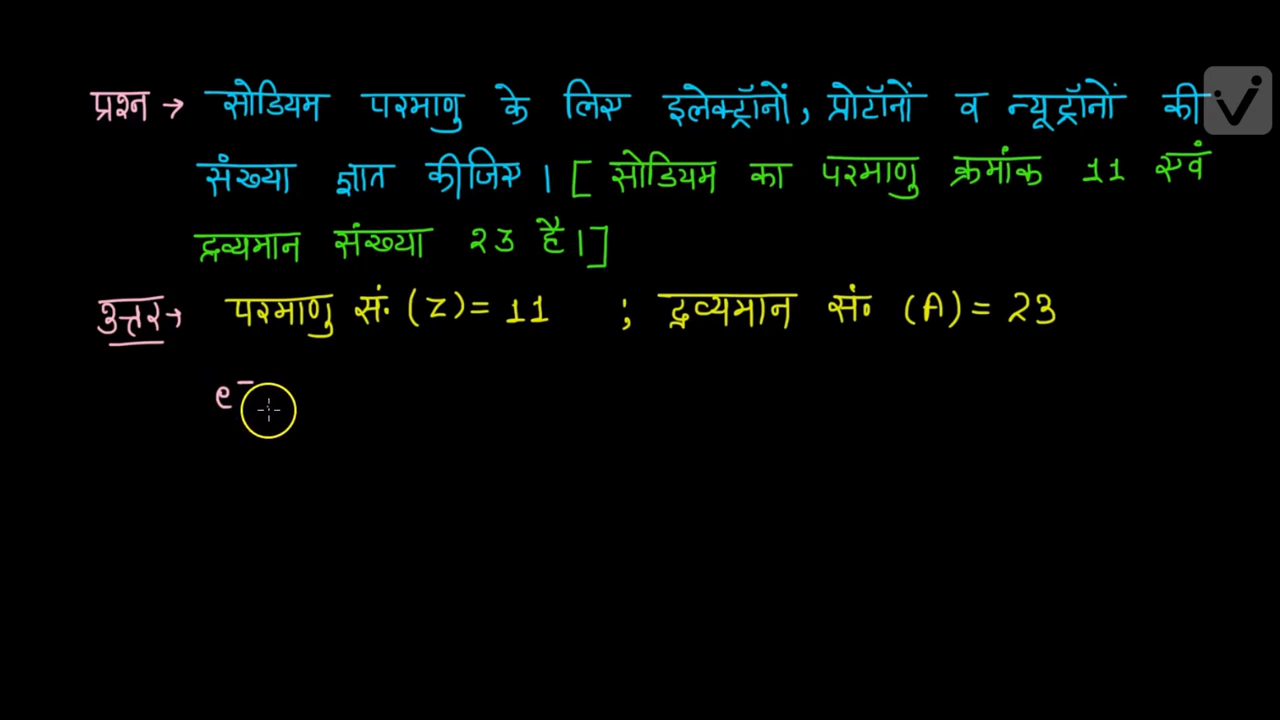 प्रश्न → सोडियम परमाणु के लिए इलेक्ट्रॉनों, प्रोटॉनों व न्यूट्रॉनों की
संख्या ज्ञात कीजिए । [ सोडियम का परमाणु क्रमांक 11 एवं
द्रव्यमान संख्या 23 है।]
उत्तर → परमाणु सं. (Z) = 11 ; द्रव्यमान सं. (A) = 23
e⁻